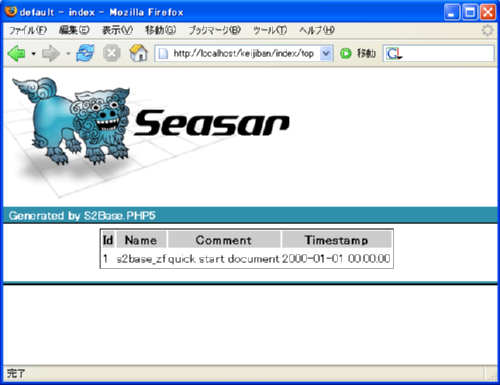 default - index - Mozilla Firefox
ファイル(F) 編集(E) 表示(V) 移動(G) ブックマーク(B) ツール(T) ヘルプ(H)
http://localhost/keijiban/index/top 移動 G
Seasar
Generated by S2Base.PHP5
Id Name Comment Timestamp
1 s2base_zf quick start document 2000-01-01 00:00:00
完了